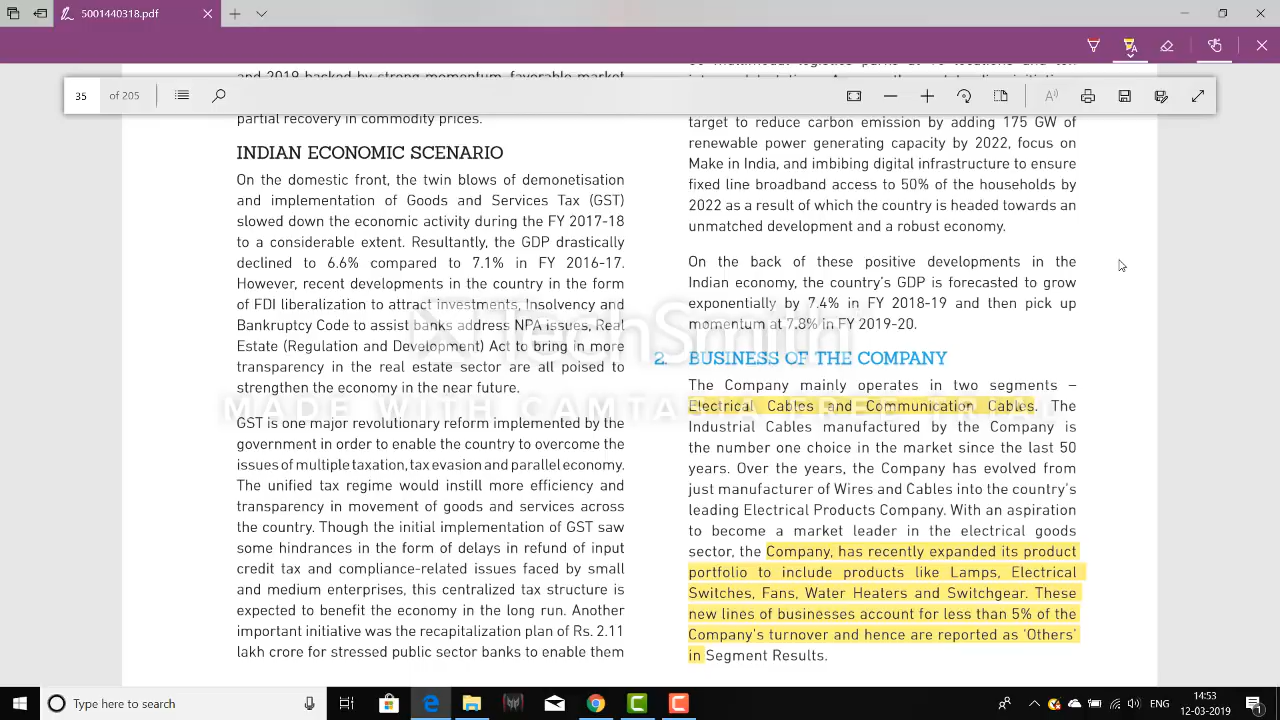 5001440318.pdf
35 of 205
and 2019 backed by strong momentum, favorable market
partial recovery in commodity prices.
INDIAN ECONOMIC SCENARIO
On the domestic front, the twin blows of demonetisation
and implementation of Goods and Services Tax (GST)
slowed down the economic activity during the FY 2017-18
to a considerable extent. Resultantly, the GDP drastically
declined to 6.6% compared to 7.1% in FY 2016-17.
However, recent developments in the country in the form
of FDI liberalization to attract investments, Insolvency and
Bankruptcy Code to assist banks address NPA issues, Real
Estate (Regulation and Development) Act to bring in more
transparency in the real estate sector are all poised to
strengthen the economy in the near future.
GST is one major revolutionary reform implemented by the
government in order to enable the country to overcome the
issues of multiple taxation, tax evasion and parallel economy.
The unified tax regime would instill more efficiency and
transparency in movement of goods and services across
the country. Though the initial implementation of GST saw
some hindrances in the form of delays in refund of input
credit tax and compliance-related issues faced by small
and medium enterprises, this centralized tax structure is
expected to benefit the economy in the long run. Another
important initiative was the recapitalization plan of Rs. 2.11
lakh crore for stressed public sector banks to enable them
target to reduce carbon emission by adding 175 GW of
renewable power generating capacity by 2022, focus on
Make in India, and imbibing digital infrastructure to ensure
fixed line broadband access to 50% of the households by
2022 as a result of which the country is headed towards an
unmatched development and a robust economy.
On the back of these positive developments in the
Indian economy, the country's GDP is forecasted to grow
exponentially by 7.4% in FY 2018-19 and then pick up
momentum at 7.8% in FY 2019-20.
2. BUSINESS OF THE COMPANY
The Company mainly operates in two segments –
Electrical Cables and Communication Cables. The
Industrial Cables manufactured by the Company is
the number one choice in the market since the last 50
years. Over the years, the Company has evolved from
just manufacturer of Wires and Cables into the country's
leading Electrical Products Company. With an aspiration
to become a market leader in the electrical goods
sector, the Company, has recently expanded its product
portfolio to include products like Lamps, Electrical
Switches, Fans, Water Heaters and Switchgear. These
new lines of businesses account for less than 5% of the
Company's turnover and hence are reported as 'Others'
in Segment Results.
TechSmith
MADE WITH CAMTASIA FREE TRIAL
Type here to search
ENG
14:53
12-03-2019